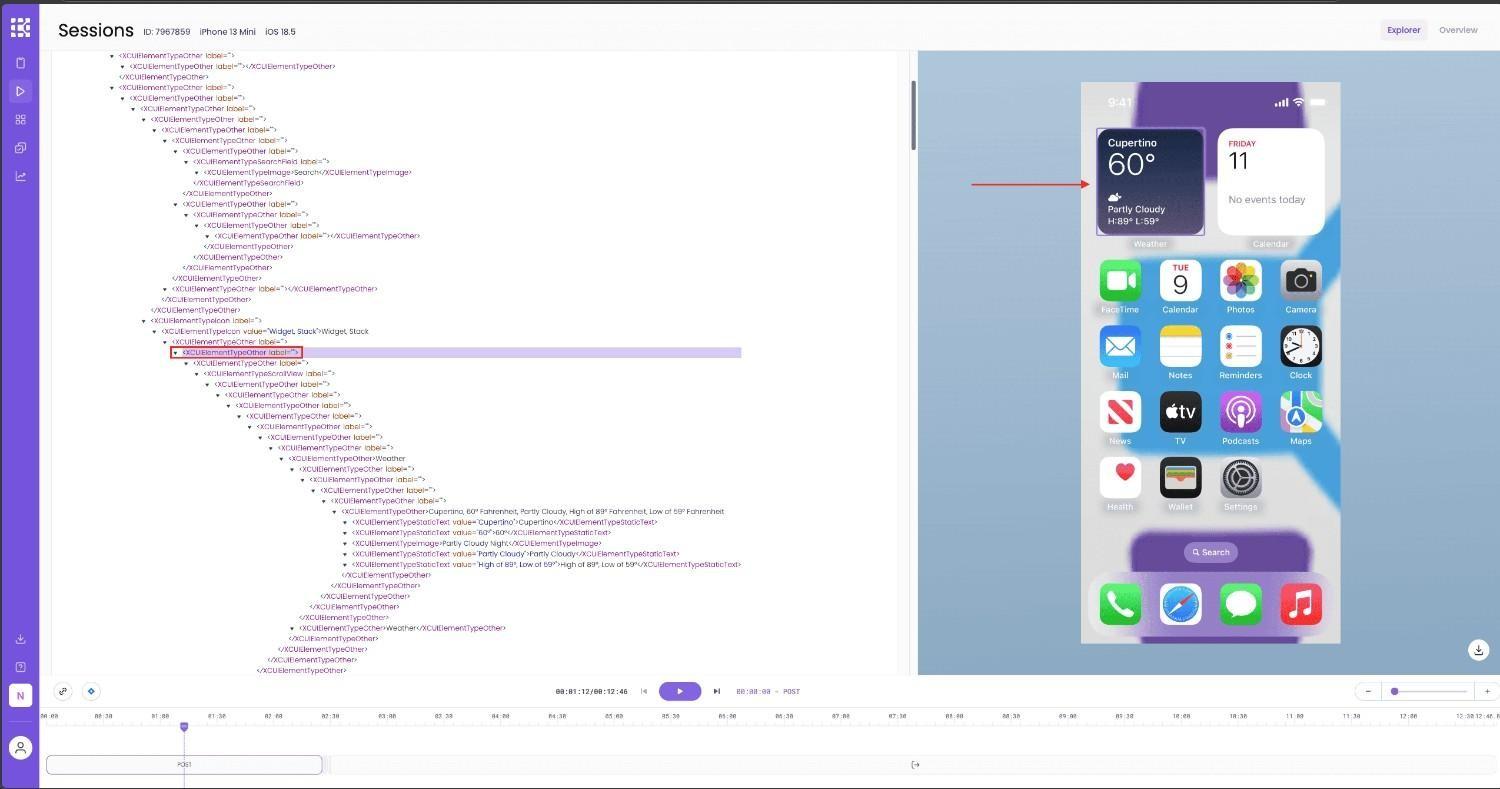 Sessions ID: 7967859 iPhone 13 Mini iOS 18.5
Explorer Overview
<XCUIElementTypeOther label="">
<XCUIElementTypeOther label=""></XCUIElementTypeOther>
</XCUIElementTypeOther>
<XCUIElementTypeOther label="">
<XCUIElementTypeOther label="">
<XCUIElementTypeOther label="">
<XCUIElementTypeOther label="">
<XCUIElementTypeOther label="">
<XCUIElementTypeOther label="">
<XCUIElementTypeOther label="">
<XCUIElementTypeSearchField label="">
<XCUIElementTypeImage>Search</XCUIElementTypeImage>
</XCUIElementTypeSearchField>
</XCUIElementTypeOther>
<XCUIElementTypeOther label="">
<XCUIElementTypeOther label="">
<XCUIElementTypeOther label="">
<XCUIElementTypeOther label=""></XCUIElementTypeOther>
</XCUIElementTypeOther>
</XCUIElementTypeOther>
</XCUIElementTypeOther>
</XCUIElementTypeOther>
<XCUIElementTypeOther label=""></XCUIElementTypeOther>
</XCUIElementTypeOther>
</XCUIElementTypeOther>
<XCUIElementTypeIcon label="">
<XCUIElementTypeIcon value="Widget, Stack">Widget, Stack
<XCUIElementTypeOther label="">
<XCUIElementTypeOther label="">
<XCUIElementTypeOther label="">
<XCUIElementTypeScrollView label="">
<XCUIElementTypeOther label="">
<XCUIElementTypeOther label="">
<XCUIElementTypeOther label="">
<XCUIElementTypeOther label="">
<XCUIElementTypeOther label="">
<XCUIElementTypeOther label="">
<XCUIElementTypeOther label="">
<XCUIElementTypeOther>Weather
<XCUIElementTypeOther label="">
<XCUIElementTypeOther label="">
<XCUIElementTypeOther label="">
<XCUIElementTypeOther label="">
<XCUIElementTypeOther>Cupertino, 60° Fahrenheit, Partly Cloudy, High of 89° Fahrenheit, Low of 59° Fahrenheit
<XCUIElementTypeStaticText value="Cupertino">Cupertino</XCUIElementTypeStaticText>
<XCUIElementTypeStaticText value="60°">60°</XCUIElementTypeStaticText>
<XCUIElementTypeImage>Partly Cloudy Night</XCUIElementTypeImage>
<XCUIElementTypeStaticText value="Partly Cloudy">Partly Cloudy</XCUIElementTypeStaticText>
<XCUIElementTypeStaticText value="High of 89°, Low of 59°">High of 89°, Low of 59°</XCUIElementTypeStaticText>
</XCUIElementTypeOther>
</XCUIElementTypeOther>
</XCUIElementTypeOther>
</XCUIElementTypeOther>
</XCUIElementTypeOther>
<XCUIElementTypeOther>Weather</XCUIElementTypeOther>
</XCUIElementTypeOther>
</XCUIElementTypeOther>
</XCUIElementTypeOther>
</XCUIElementTypeOther>
9:41
Cupertino
60°
Partly Cloudy
H:89° L:59°
FRIDAY
11
No events today
Weather Calendar
TUE
9
FaceTime Calendar Photos Camera
Mail Notes Reminders Clock
tv
News TV Podcasts Maps
Health Wallet Settings
Search
N
00:01:12/00:12:46 00:00:00 - POST
00:00 00:30 01:00 01:30 02:00 02:30 03:00 03:30 04:00 04:30 05:00 05:30 06:00 06:30 07:00 07:30 08:00 08:30 09:00 09:30 10:00 10:30 11:00 11:30 12:00 12:30 12:46.0
POST